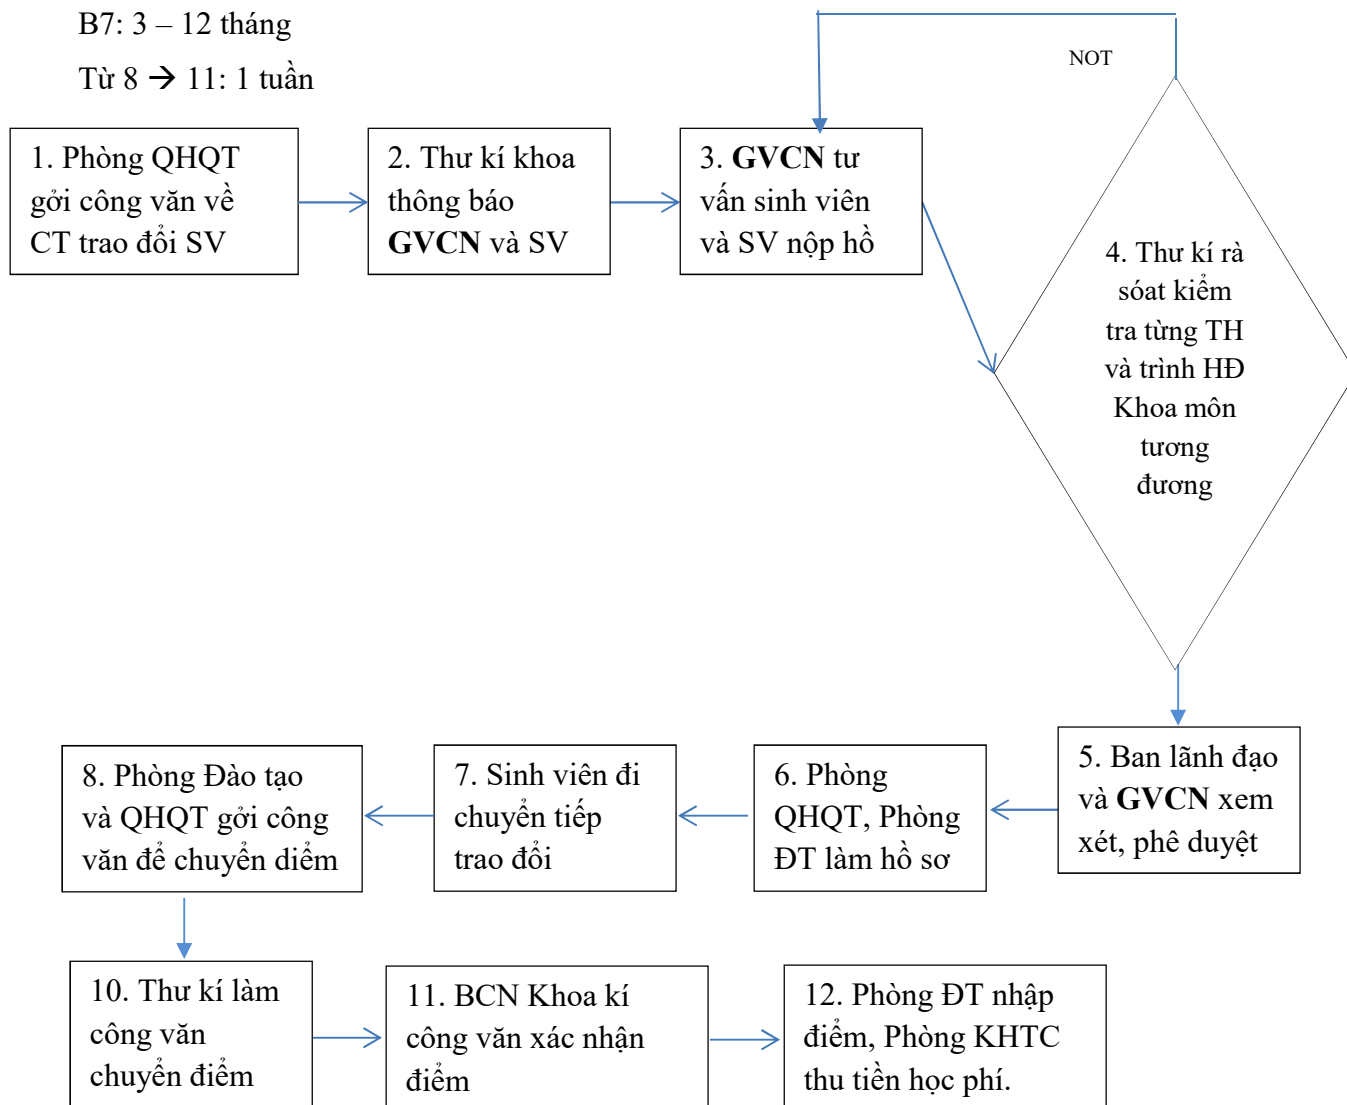 B7: 3 – 12 tháng
Từ 8 → 11: 1 tuần
NOT
1. Phòng QHQT
gởi công văn về
CT trao đổi SV
2. Thư kí khoa
thông báo
GVCN và SV
3. GVCN tư
vấn sinh viên
và SV nộp hồ
4. Thư kí rà
sóat kiểm
tra từng TH
và trình HĐ
Khoa môn
tương
đương
5. Ban lãnh đạo
và GVCN xem
xét, phê duyệt
6. Phòng
QHQT, Phòng
ĐT làm hồ sơ
7. Sinh viên đi
chuyển tiếp
trao đổi
8. Phòng Đào tạo
và QHQT gởi công
văn để chuyển diểm
10. Thư kí làm
công văn
chuyển điểm
11. BCN Khoa kí
công văn xác nhận
điểm
12. Phòng ĐT nhập
điểm, Phòng KHTC
thu tiền học phí.